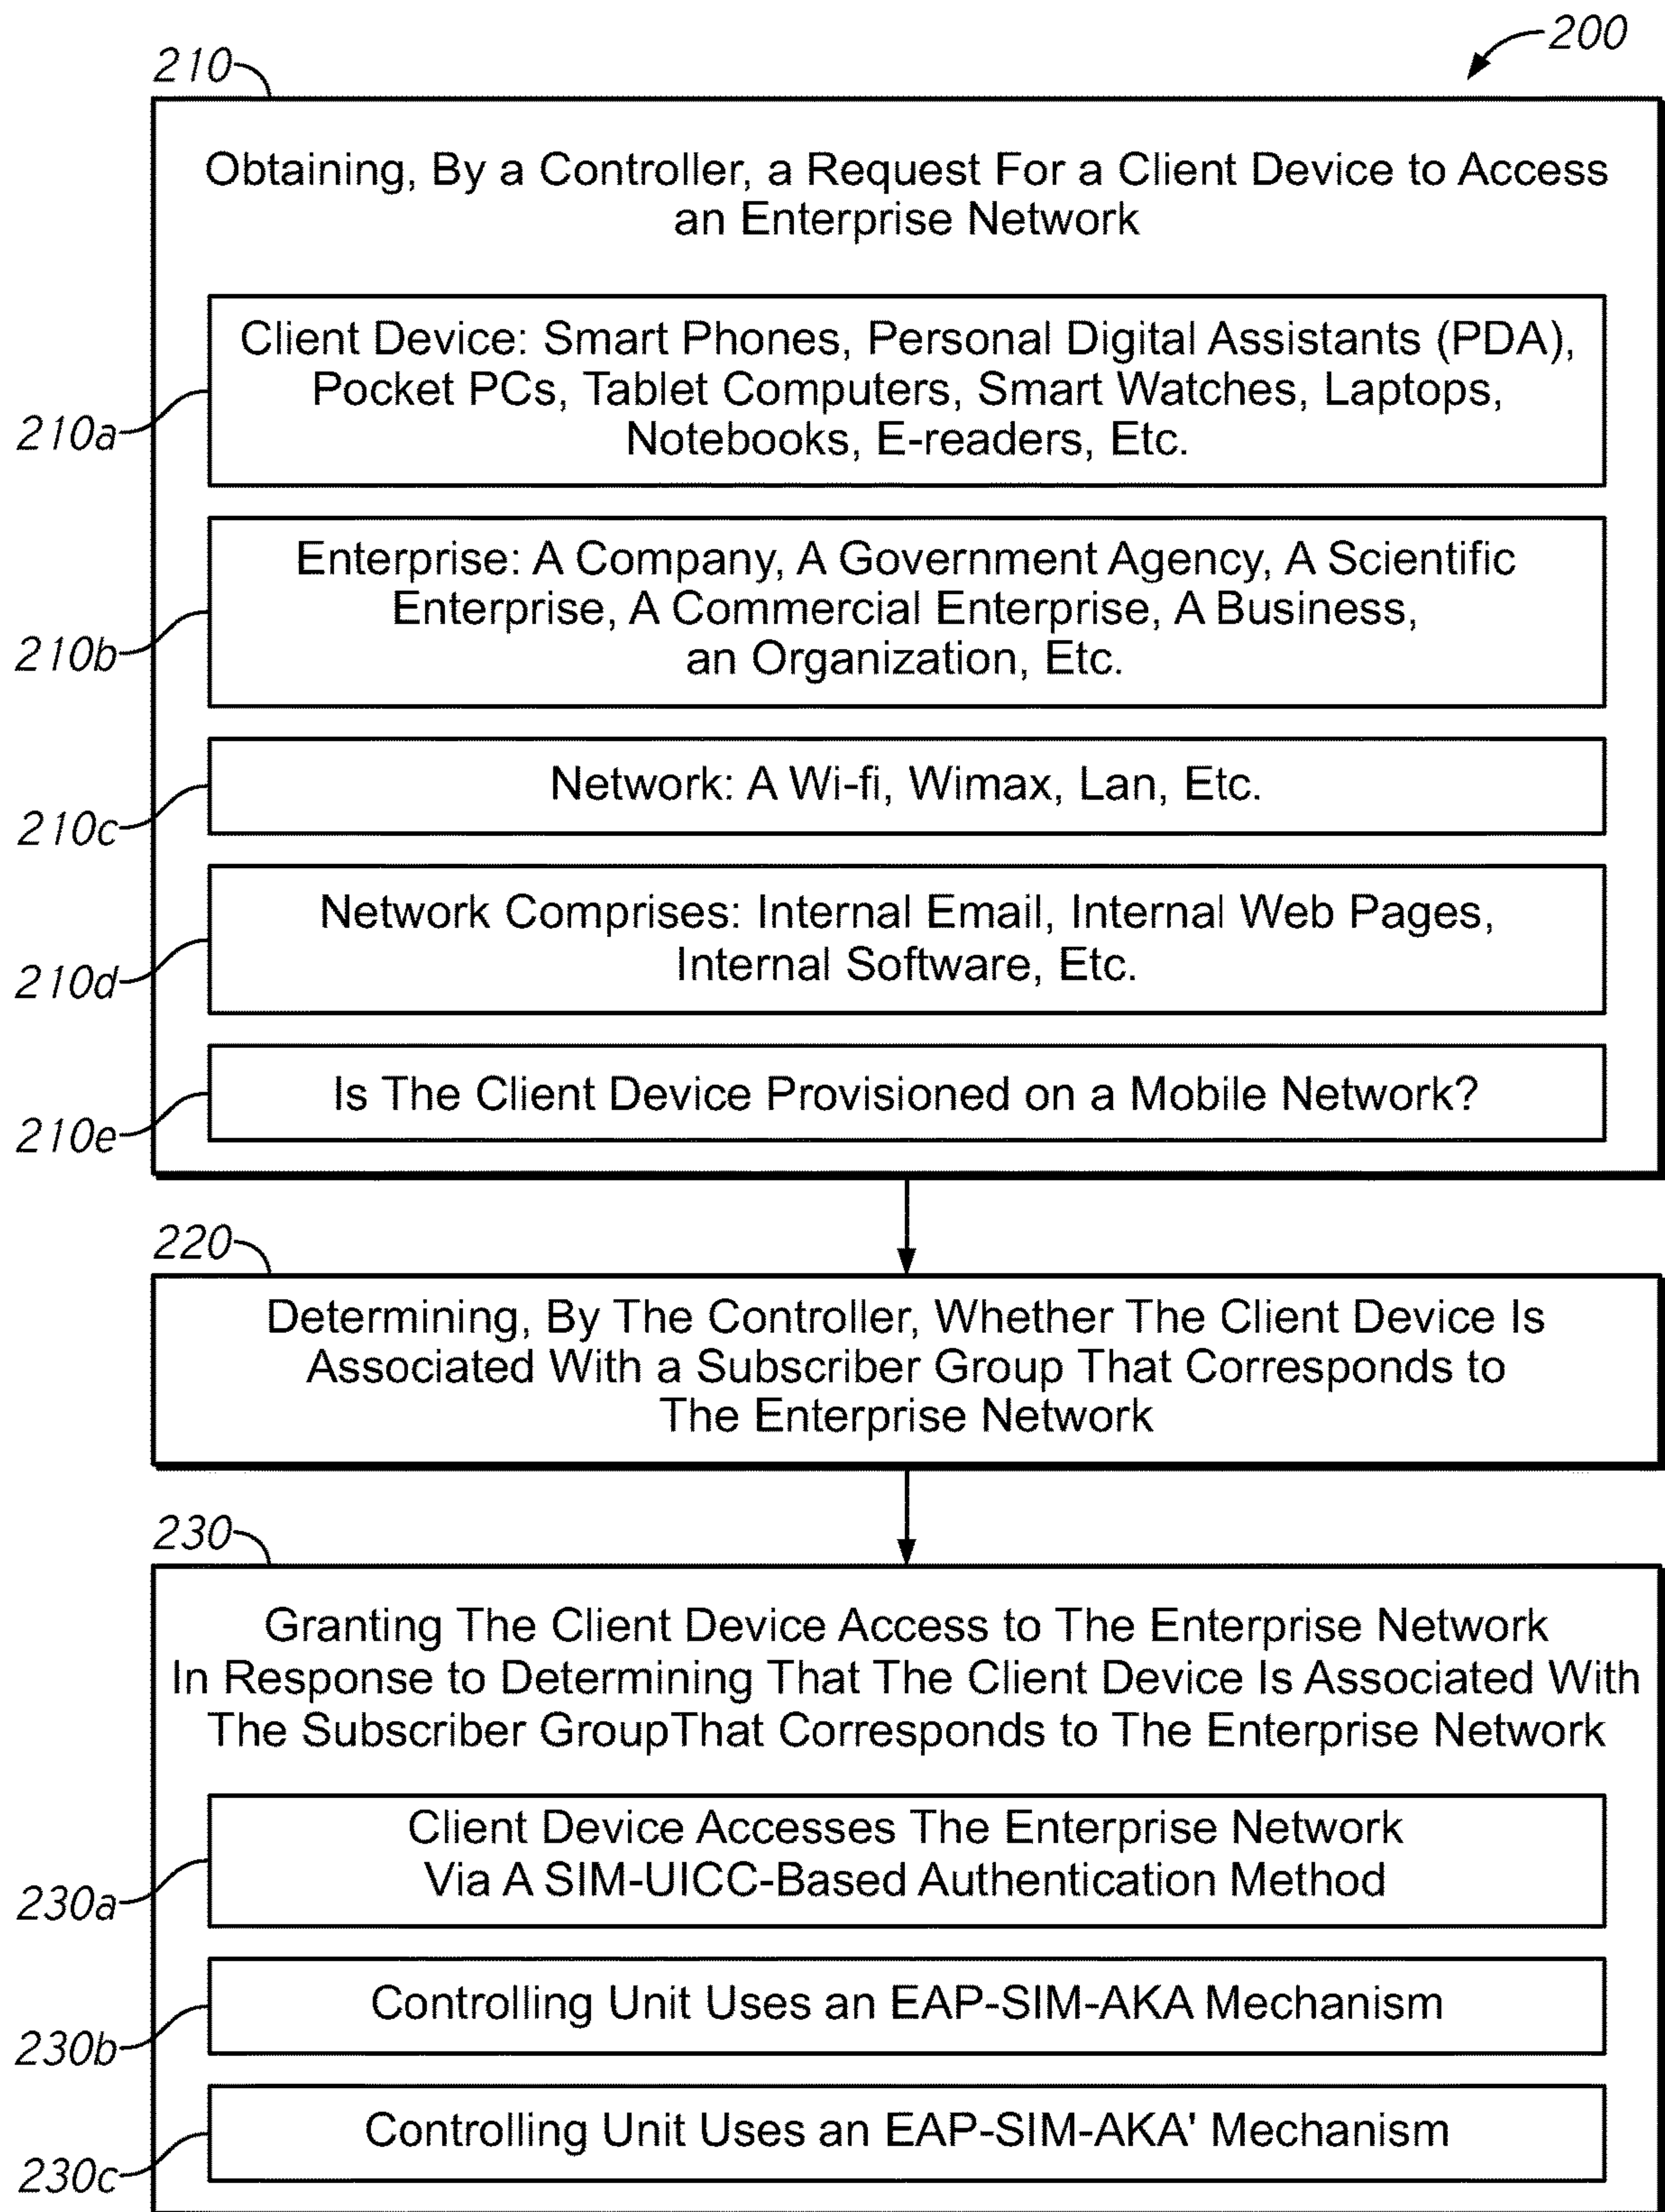 200
210
Obtaining, By a Controller, a Request For a Client Device to Access
an Enterprise Network
Client Device: Smart Phones, Personal Digital Assistants (PDA),
Pocket PCs, Tablet Computers, Smart Watches, Laptops,
Notebooks, E-readers, Etc.
210a
Enterprise: A Company, A Government Agency, A Scientific
Enterprise, A Commercial Enterprise, A Business,
an Organization, Etc.
210b
Network: A Wi-fi, Wimax, Lan, Etc.
210c
Network Comprises: Internal Email, Internal Web Pages,
Internal Software, Etc.
210d
Is The Client Device Provisioned on a Mobile Network?
210e
220
Determining, By The Controller, Whether The Client Device Is
Associated With a Subscriber Group That Corresponds to
The Enterprise Network
230
Granting The Client Device Access to The Enterprise Network
In Response to Determining That The Client Device Is Associated With
The Subscriber GroupThat Corresponds to The Enterprise Network
Client Device Accesses The Enterprise Network
Via A SIM-UICC-Based Authentication Method
230a
Controlling Unit Uses an EAP-SIM-AKA Mechanism
230b
Controlling Unit Uses an EAP-SIM-AKA' Mechanism
230c